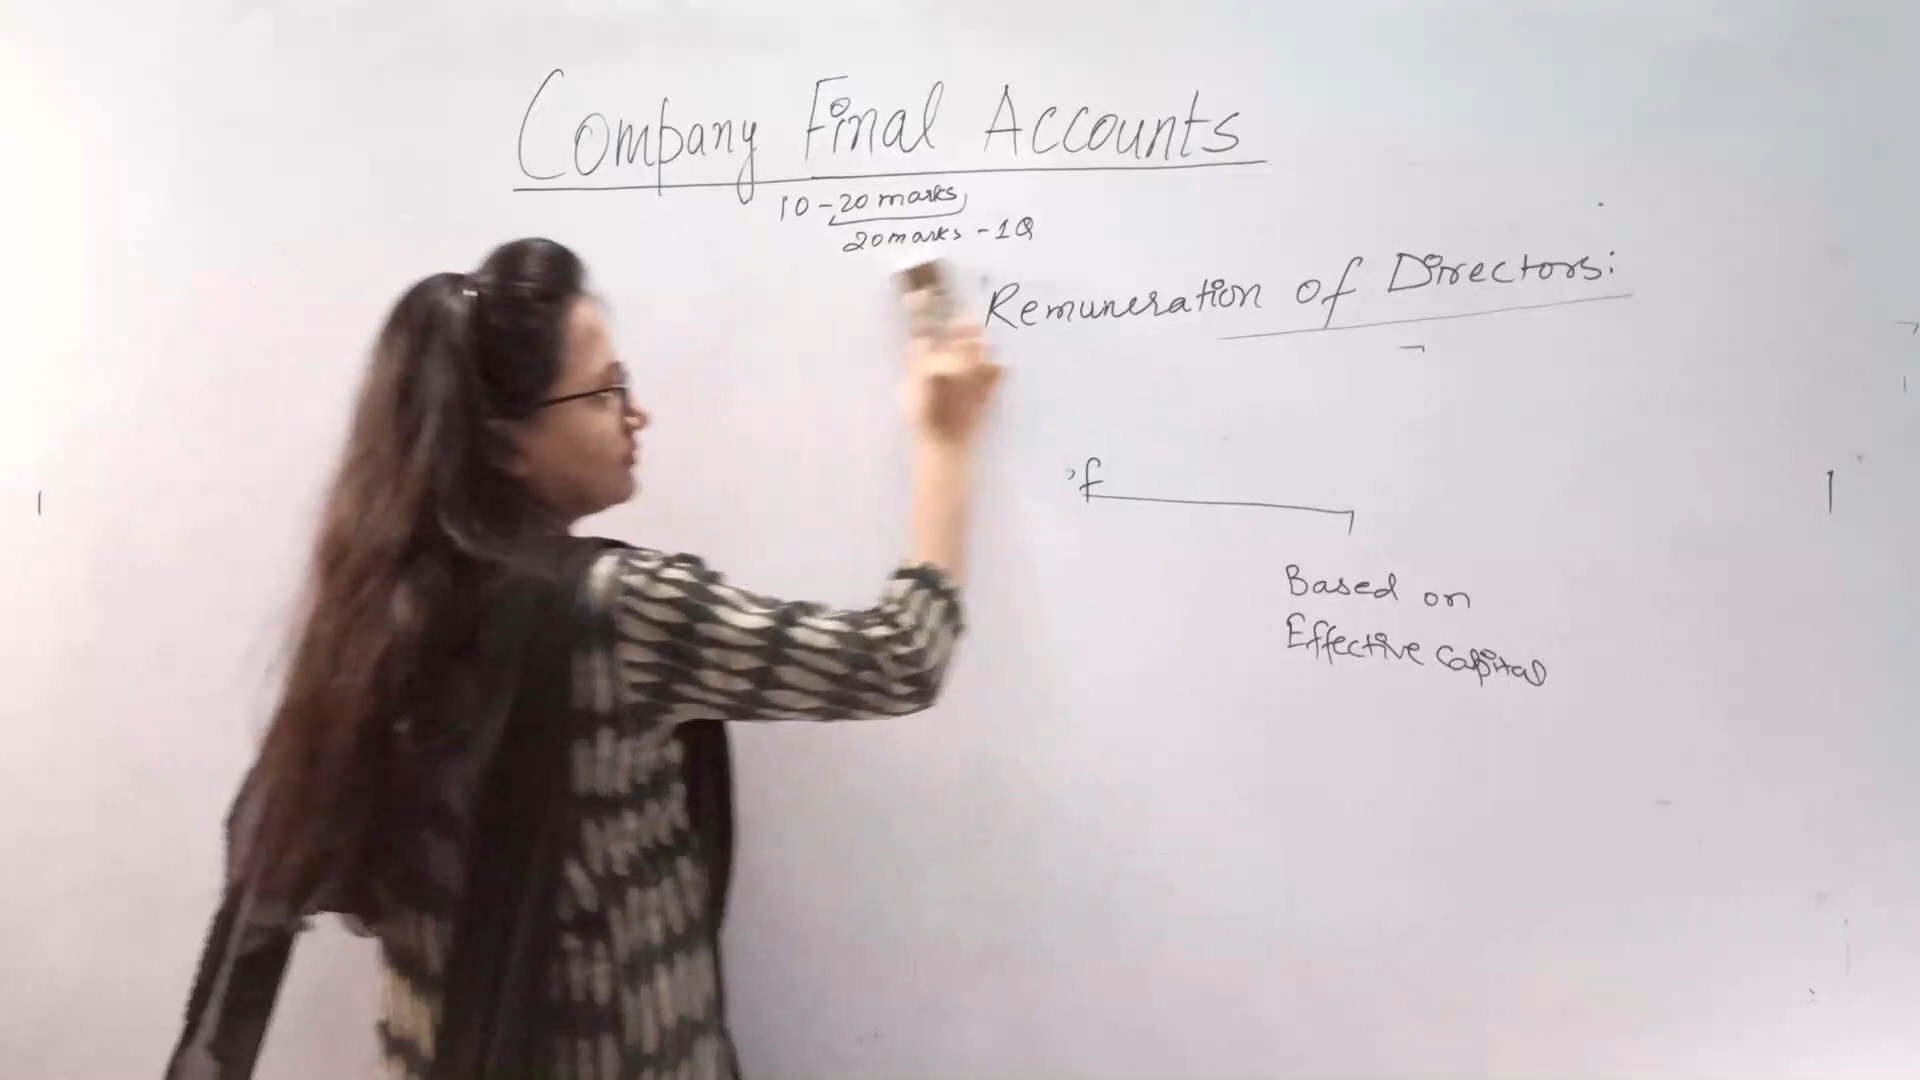 Company Final Accounts
10-20 marks
20 marks - 1Q
Remuneration of Directors:
Based on
Effective Capital